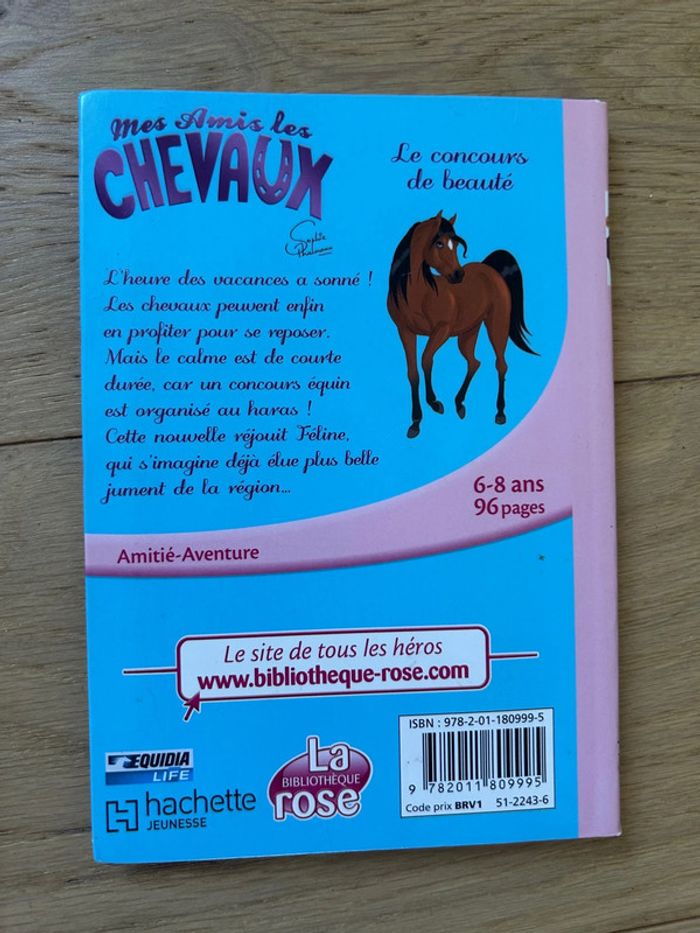 Mes Amis les
CHEVAUX
Sophie
Thalmann
Le concours
de beauté
L'heure des vacances a sonné !
Les chevaux peuvent enfin
en profiter pour se reposer.
Mais le calme est de courte
durée, car un concours équin
est organisé au haras !
Cette nouvelle réjouit Féline,
qui s'imagine déjà élue plus belle
jument de la région...
6-8 ans
96 pages
Amitié-Aventure
Le site de tous les héros
www.bibliotheque-rose.com
ISBN : 978-2-01-180999-5
9 782011 809995
Code prix BRV1 51-2243-6
EQUIDIA
LIFE
hachette
JEUNESSE
La
BIBLIOTHÈQUE
rose